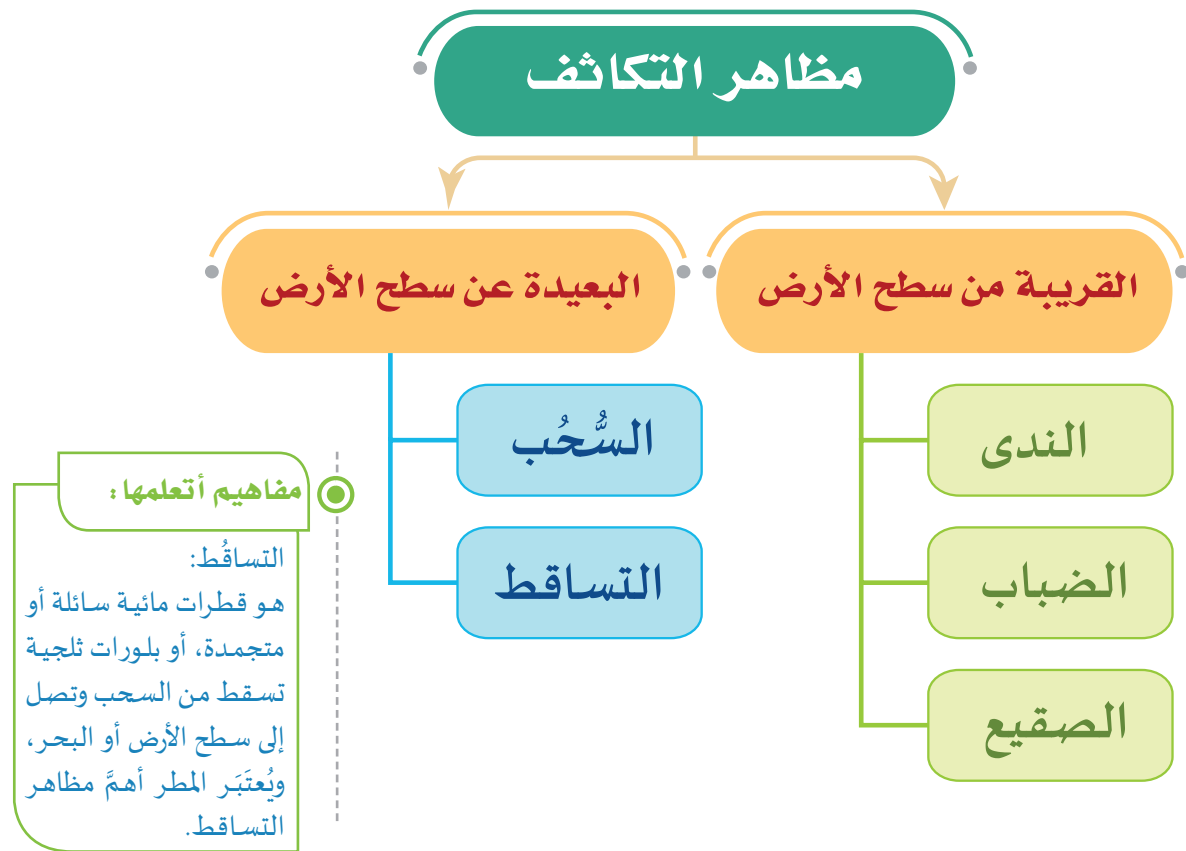 مظاهر التكاثف
القريبة من سطح الأرض
الندى
الضباب
الصقيع
البعيدة عن سطح الأرض
السُّحُب
التساقط
مفاهيم أتعلمها:
التساقُط:
هو قطرات مائية سائلة أو
متجمدة، أو بلورات ثلجية
تسقط من السحب وتصل
إلى سطح الأرض أو البحر،
ويُعتَبَر المطر أهمَّ مظاهر
التساقط.